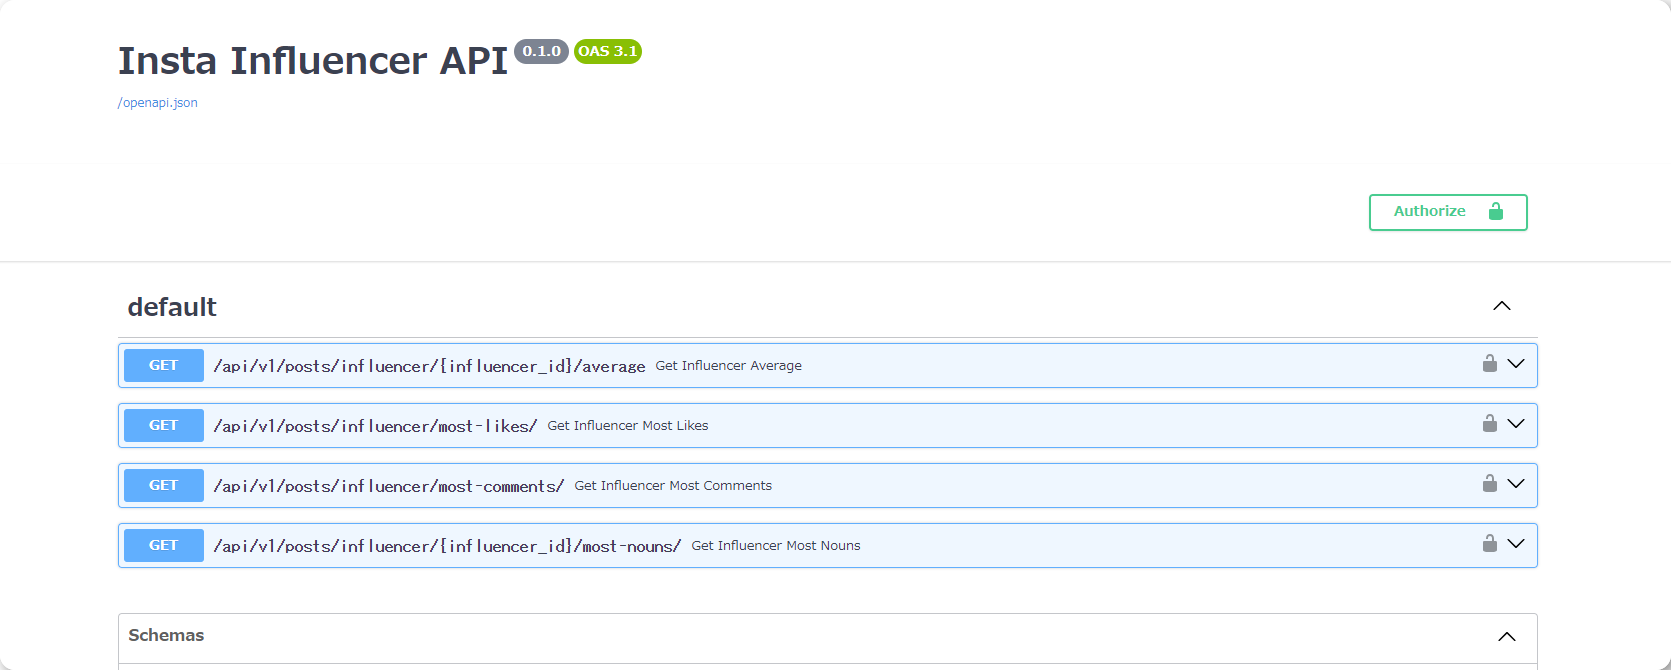 Insta Influencer API 0.1.0 OAS 3.1
/openapi.json
Authorize
default
GET /api/v1/posts/influencer/{influencer_id}/average Get Influencer Average
GET /api/v1/posts/influencer/most-likes/ Get Influencer Most Likes
GET /api/v1/posts/influencer/most-comments/ Get Influencer Most Comments
GET /api/v1/posts/influencer/{influencer_id}/most-nouns/ Get Influencer Most Nouns
Schemas